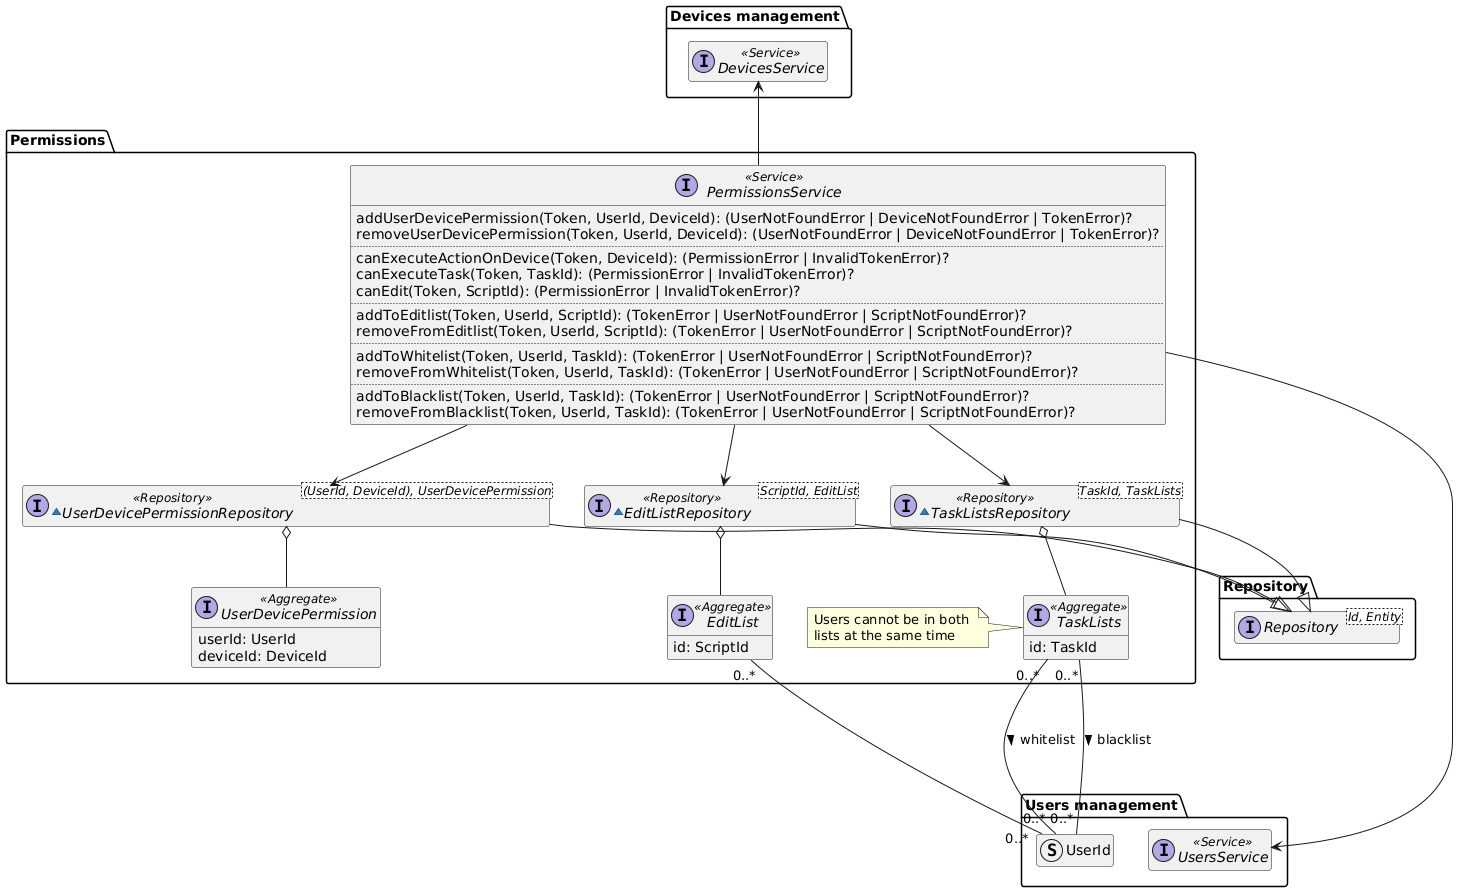 Devices management
I
«Service»
DevicesService
Permissions
I
«Service»
PermissionsService
addUserDevicePermission(Token, UserId, DeviceId): (UserNotFoundError | DeviceNotFoundError | TokenError)?
removeUserDevicePermission(Token, UserId, DeviceId): (UserNotFoundError | DeviceNotFoundError | TokenError)?
canExecuteActionOnDevice(Token, DeviceId): (PermissionError | InvalidTokenError)?
canExecuteTask(Token, TaskId): (PermissionError | InvalidTokenError)?
canEdit(Token, ScriptId): (PermissionError | InvalidTokenError)?
addToEditlist(Token, UserId, ScriptId): (TokenError | UserNotFoundError | ScriptNotFoundError)?
removeFromEditlist(Token, UserId, ScriptId): (TokenError | UserNotFoundError | ScriptNotFoundError)?
addToWhitelist(Token, UserId, TaskId): (TokenError | UserNotFoundError | ScriptNotFoundError)?
removeFromWhitelist(Token, UserId, TaskId): (TokenError | UserNotFoundError | ScriptNotFoundError)?
addToBlacklist(Token, UserId, TaskId): (TokenError | UserNotFoundError | ScriptNotFoundError)?
removeFromBlacklist(Token, UserId, TaskId): (TokenError | UserNotFoundError | ScriptNotFoundError)?
I
«Repository»
UserDevicePermissionRepository
(UserId, DeviceId), UserDevicePermission
I
«Repository»
EditListRepository
ScriptId, EditList
I
«Repository»
TaskListsRepository
TaskId, TaskLists
I
«Aggregate»
UserDevicePermission
userId: UserId
deviceId: DeviceId
I
«Aggregate»
EditList
id: ScriptId
Users cannot be in both
lists at the same time
I
«Aggregate»
TaskLists
id: TaskId
Repository
I
Repository
Id, Entity
0..*
0..*
0..*
whitelist
blacklist
Users management
0..*
0..*
0..*
S
UserId
I
«Service»
UsersService